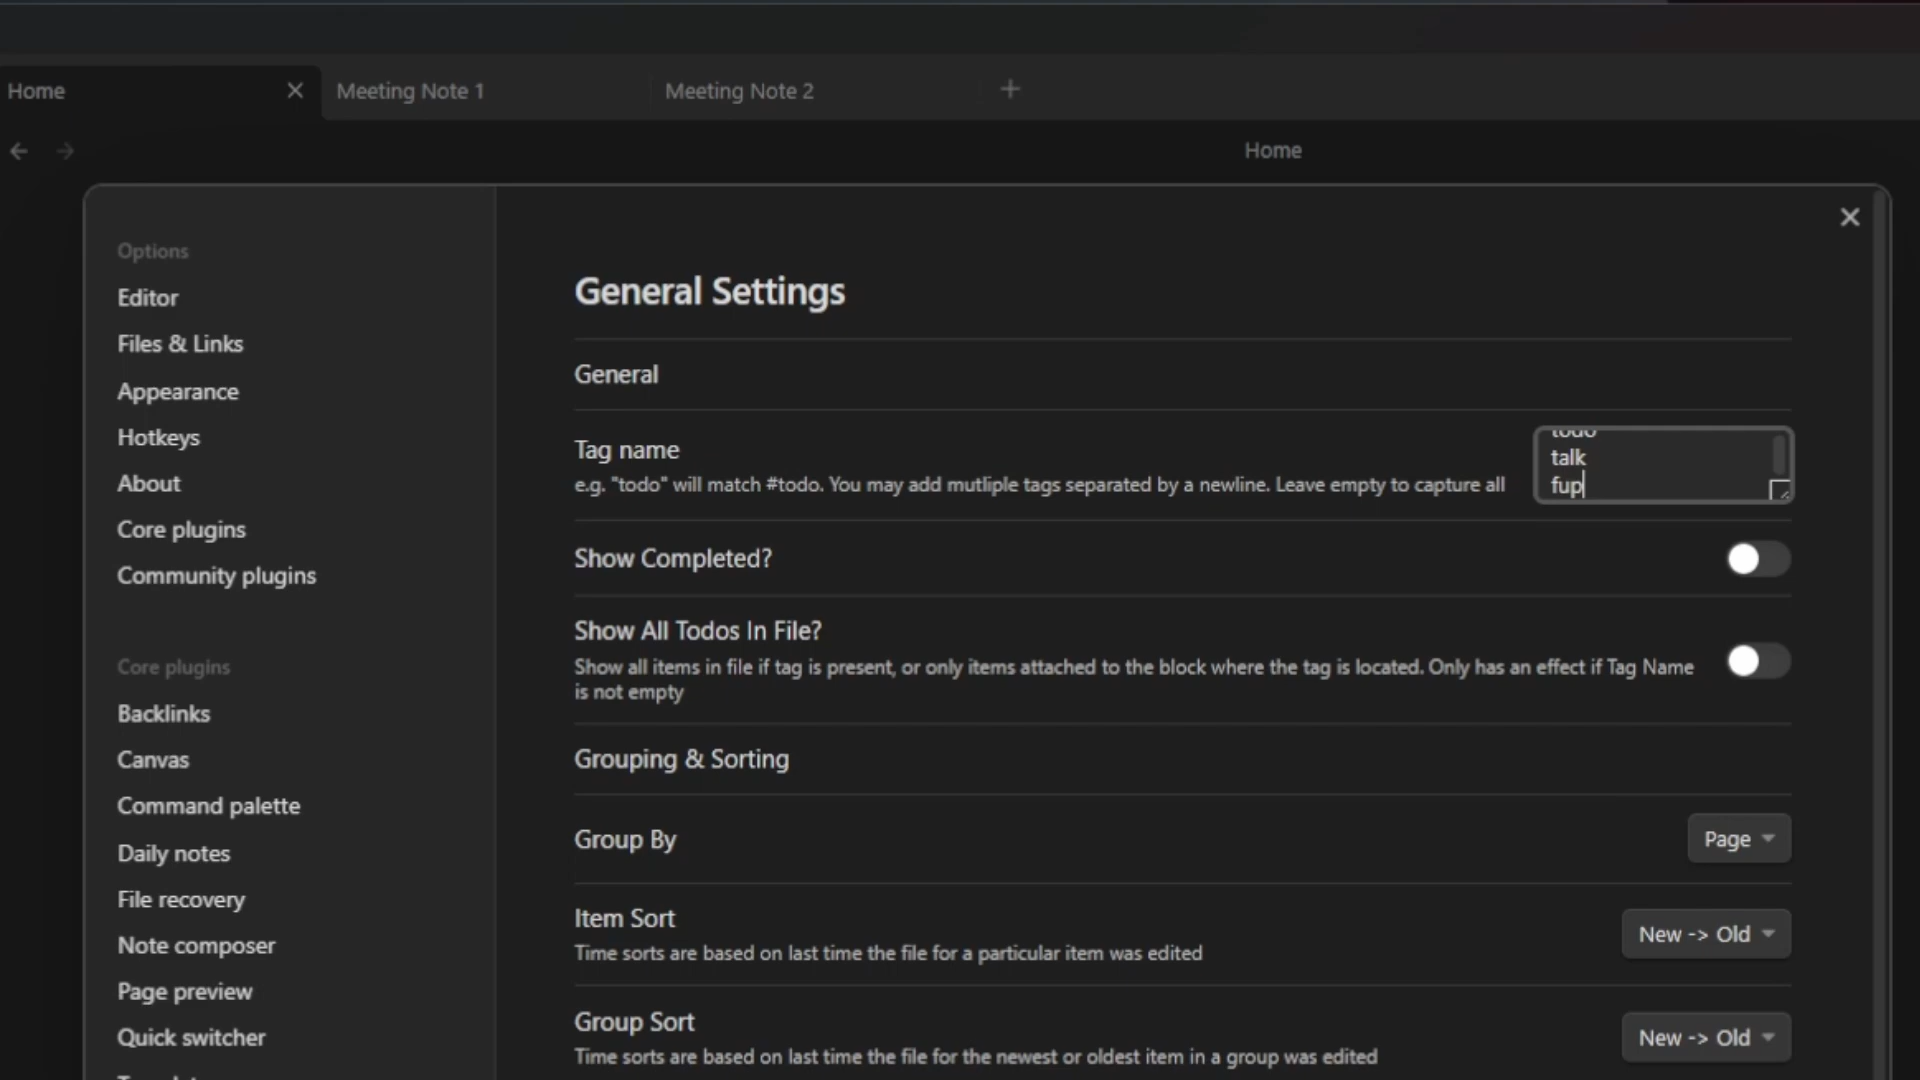 Home
Meeting Note 1
Meeting Note 2
Home
Options
Editor
Files & Links
Appearance
Hotkeys
About
Core plugins
Community plugins
Core plugins
Backlinks
Canvas
Command palette
Daily notes
File recovery
Note composer
Page preview
Quick switcher
General Settings
General
Tag name
e.g. "todo" will match #todo. You may add mutliple tags separated by a newline. Leave empty to capture all
todo
talk
fup
Show Completed?
Show All Todos In File?
Show all items in file if tag is present, or only items attached to the block where the tag is located. Only has an effect if Tag Name
is not empty
Grouping & Sorting
Group By
Page
Item Sort
Time sorts are based on last time the file for a particular item was edited
New -> Old
Group Sort
Time sorts are based on last time the file for the newest or oldest item in a group was edited
New -> Old